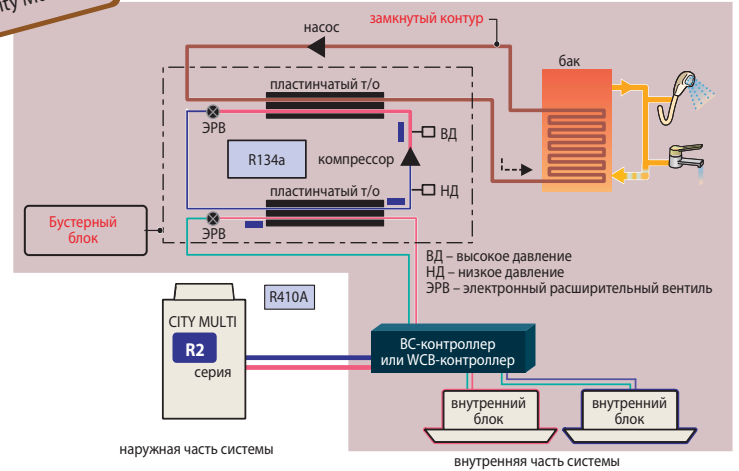 насос
замкнутый контур
бак
пластинчатый т/о
ЭРВ
ВД
R134a
компрессор
пластинчатый т/о
НД
ЭРВ
Бустерный
блок
ВД – высокое давление
НД – низкое давление
ЭРВ – электронный расширительный вентиль
R410A
CITY MULTI
R2
серия
BC-контроллер
или WCB-контроллер
внутренний
блок
внутренний
блок
наружная часть системы
внутренняя часть системы